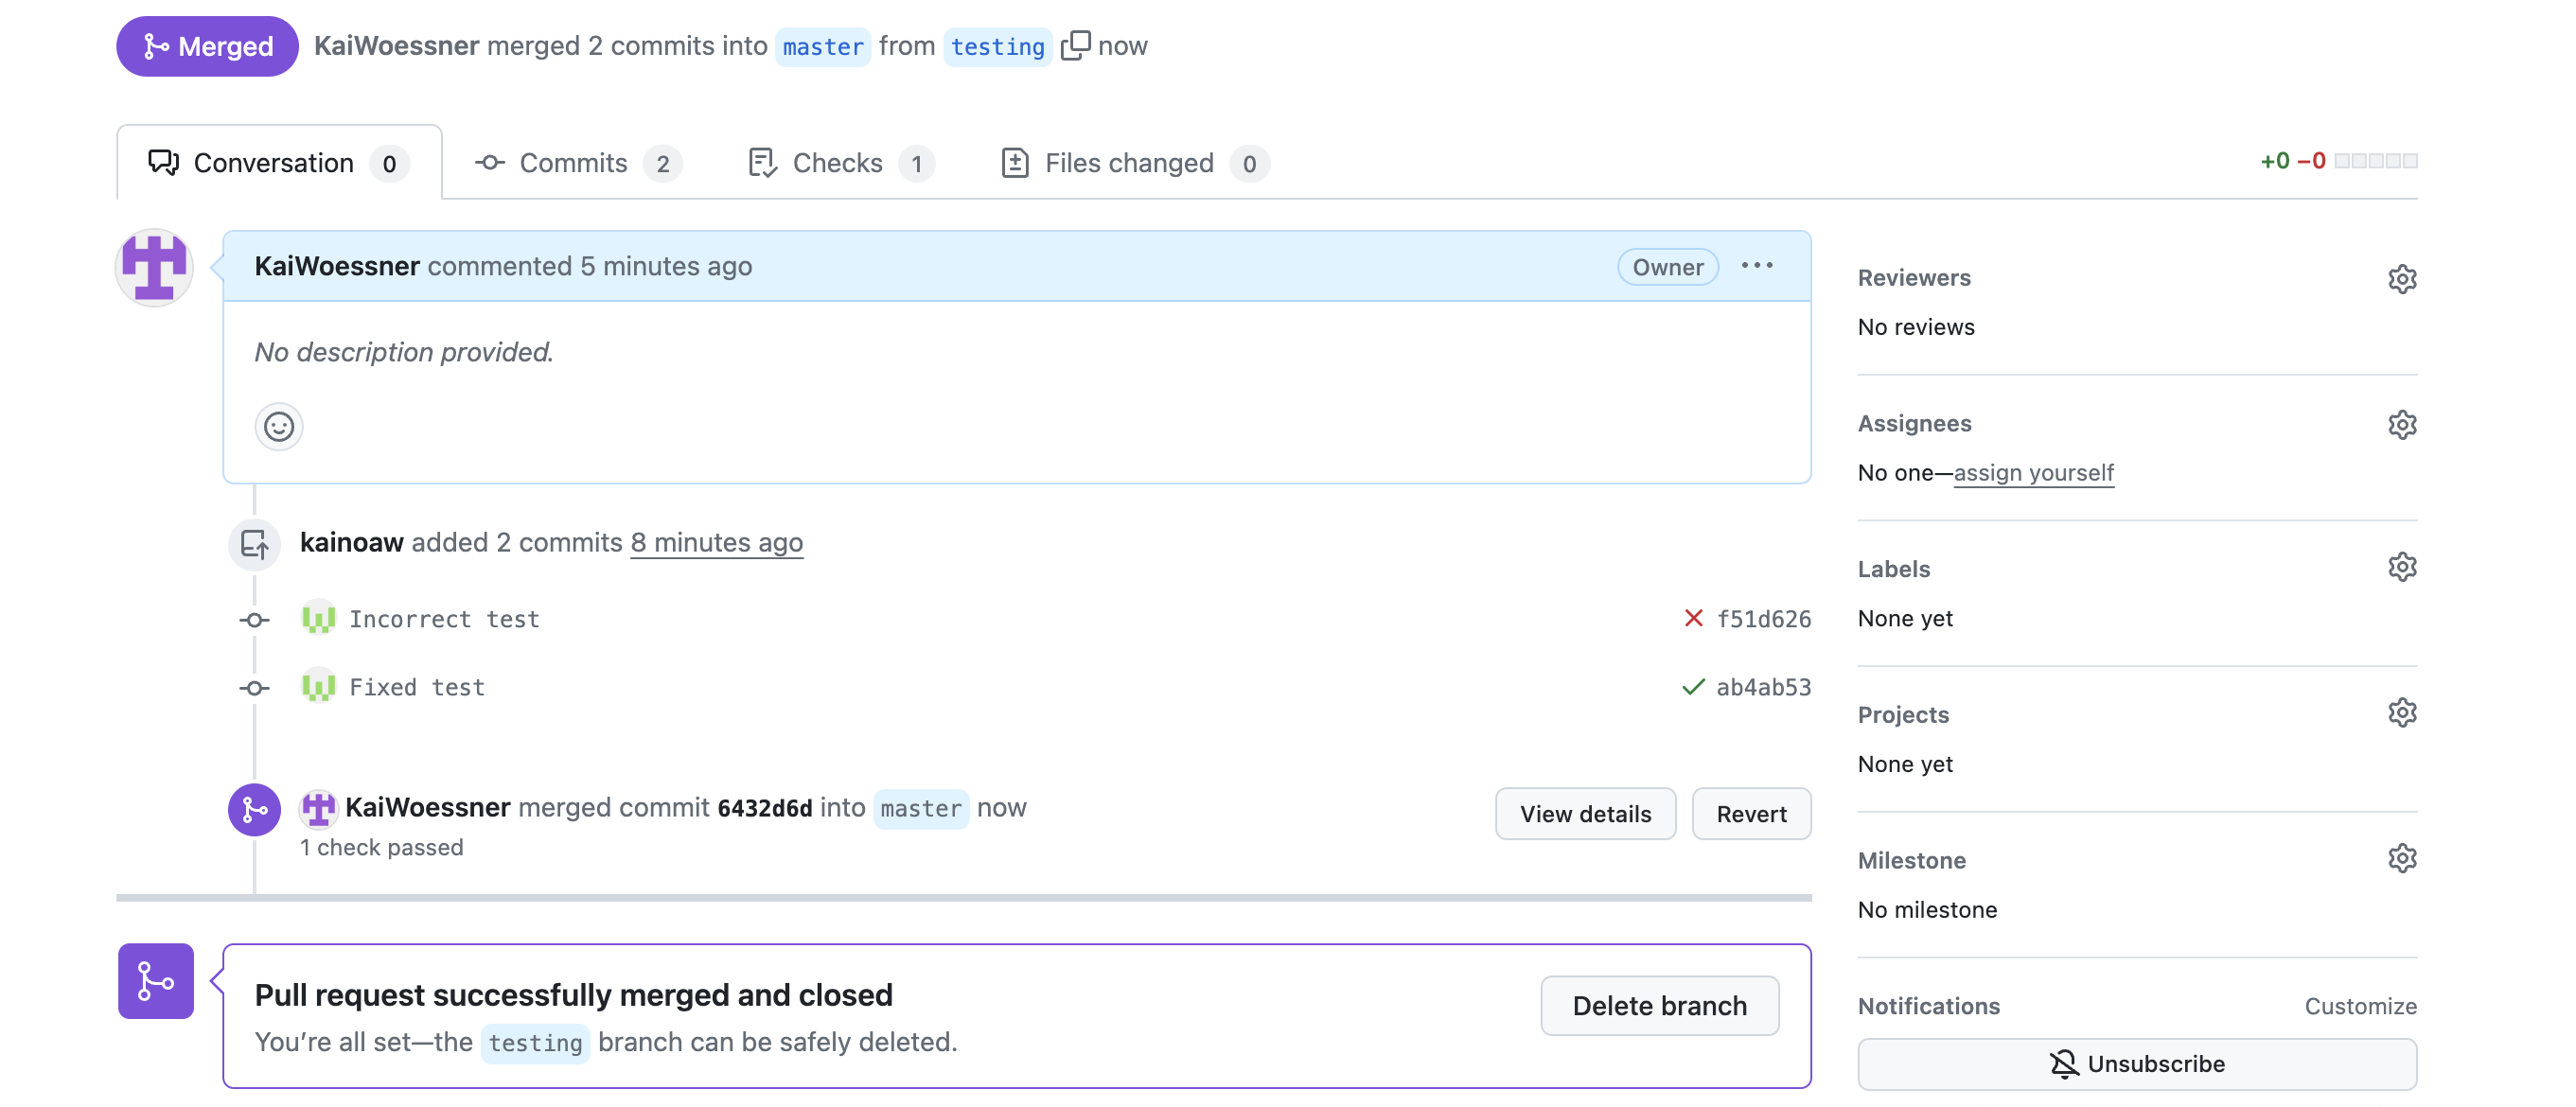 Merged KaiWoessner merged 2 commits into master from testing now
Conversation 0 Commits 2 Checks 1 Files changed 0 +0 −0
KaiWoessner commented 5 minutes ago Owner ...
No description provided.
kainoaw added 2 commits 8 minutes ago
Incorrect test f51d626
Fixed test ab4ab53
KaiWoessner merged commit 6432d6d into master now
1 check passed
View details Revert
Pull request successfully merged and closed
You’re all set—the testing branch can be safely deleted.
Delete branch
Reviewers
No reviews
Assignees
No one—assign yourself
Labels
None yet
Projects
None yet
Milestone
No milestone
Notifications Customize
Unsubscribe